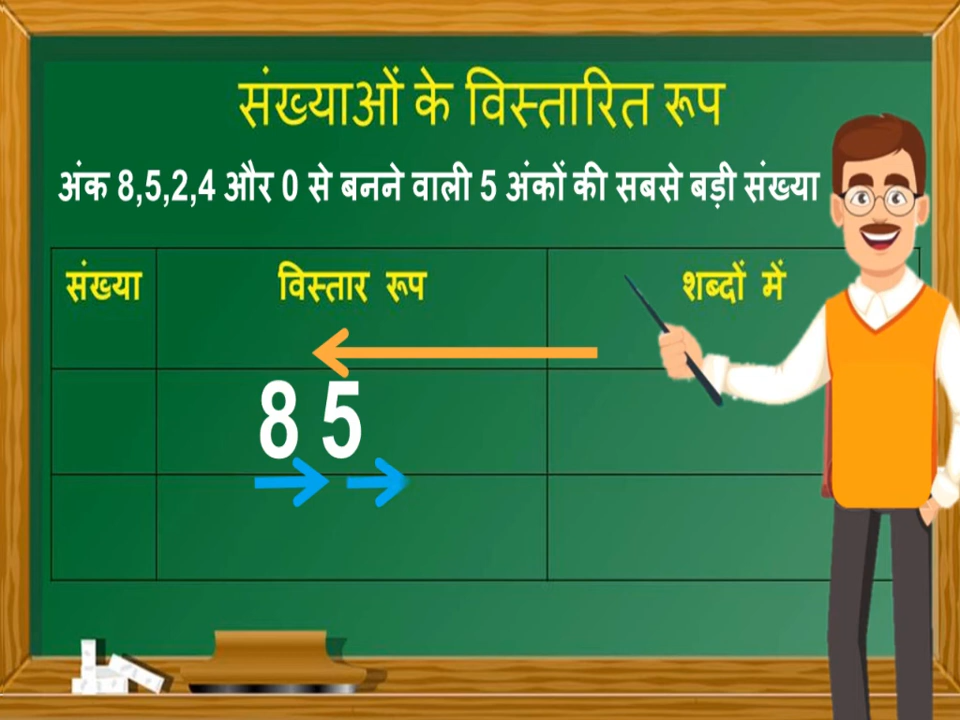 संख्याओं के विस्तारित रूप
अंक 8,5,2,4 और 0 से बनने वाली 5 अंकों की सबसे बड़ी संख्या
संख्या विस्तार रूप शब्दों में
8 5